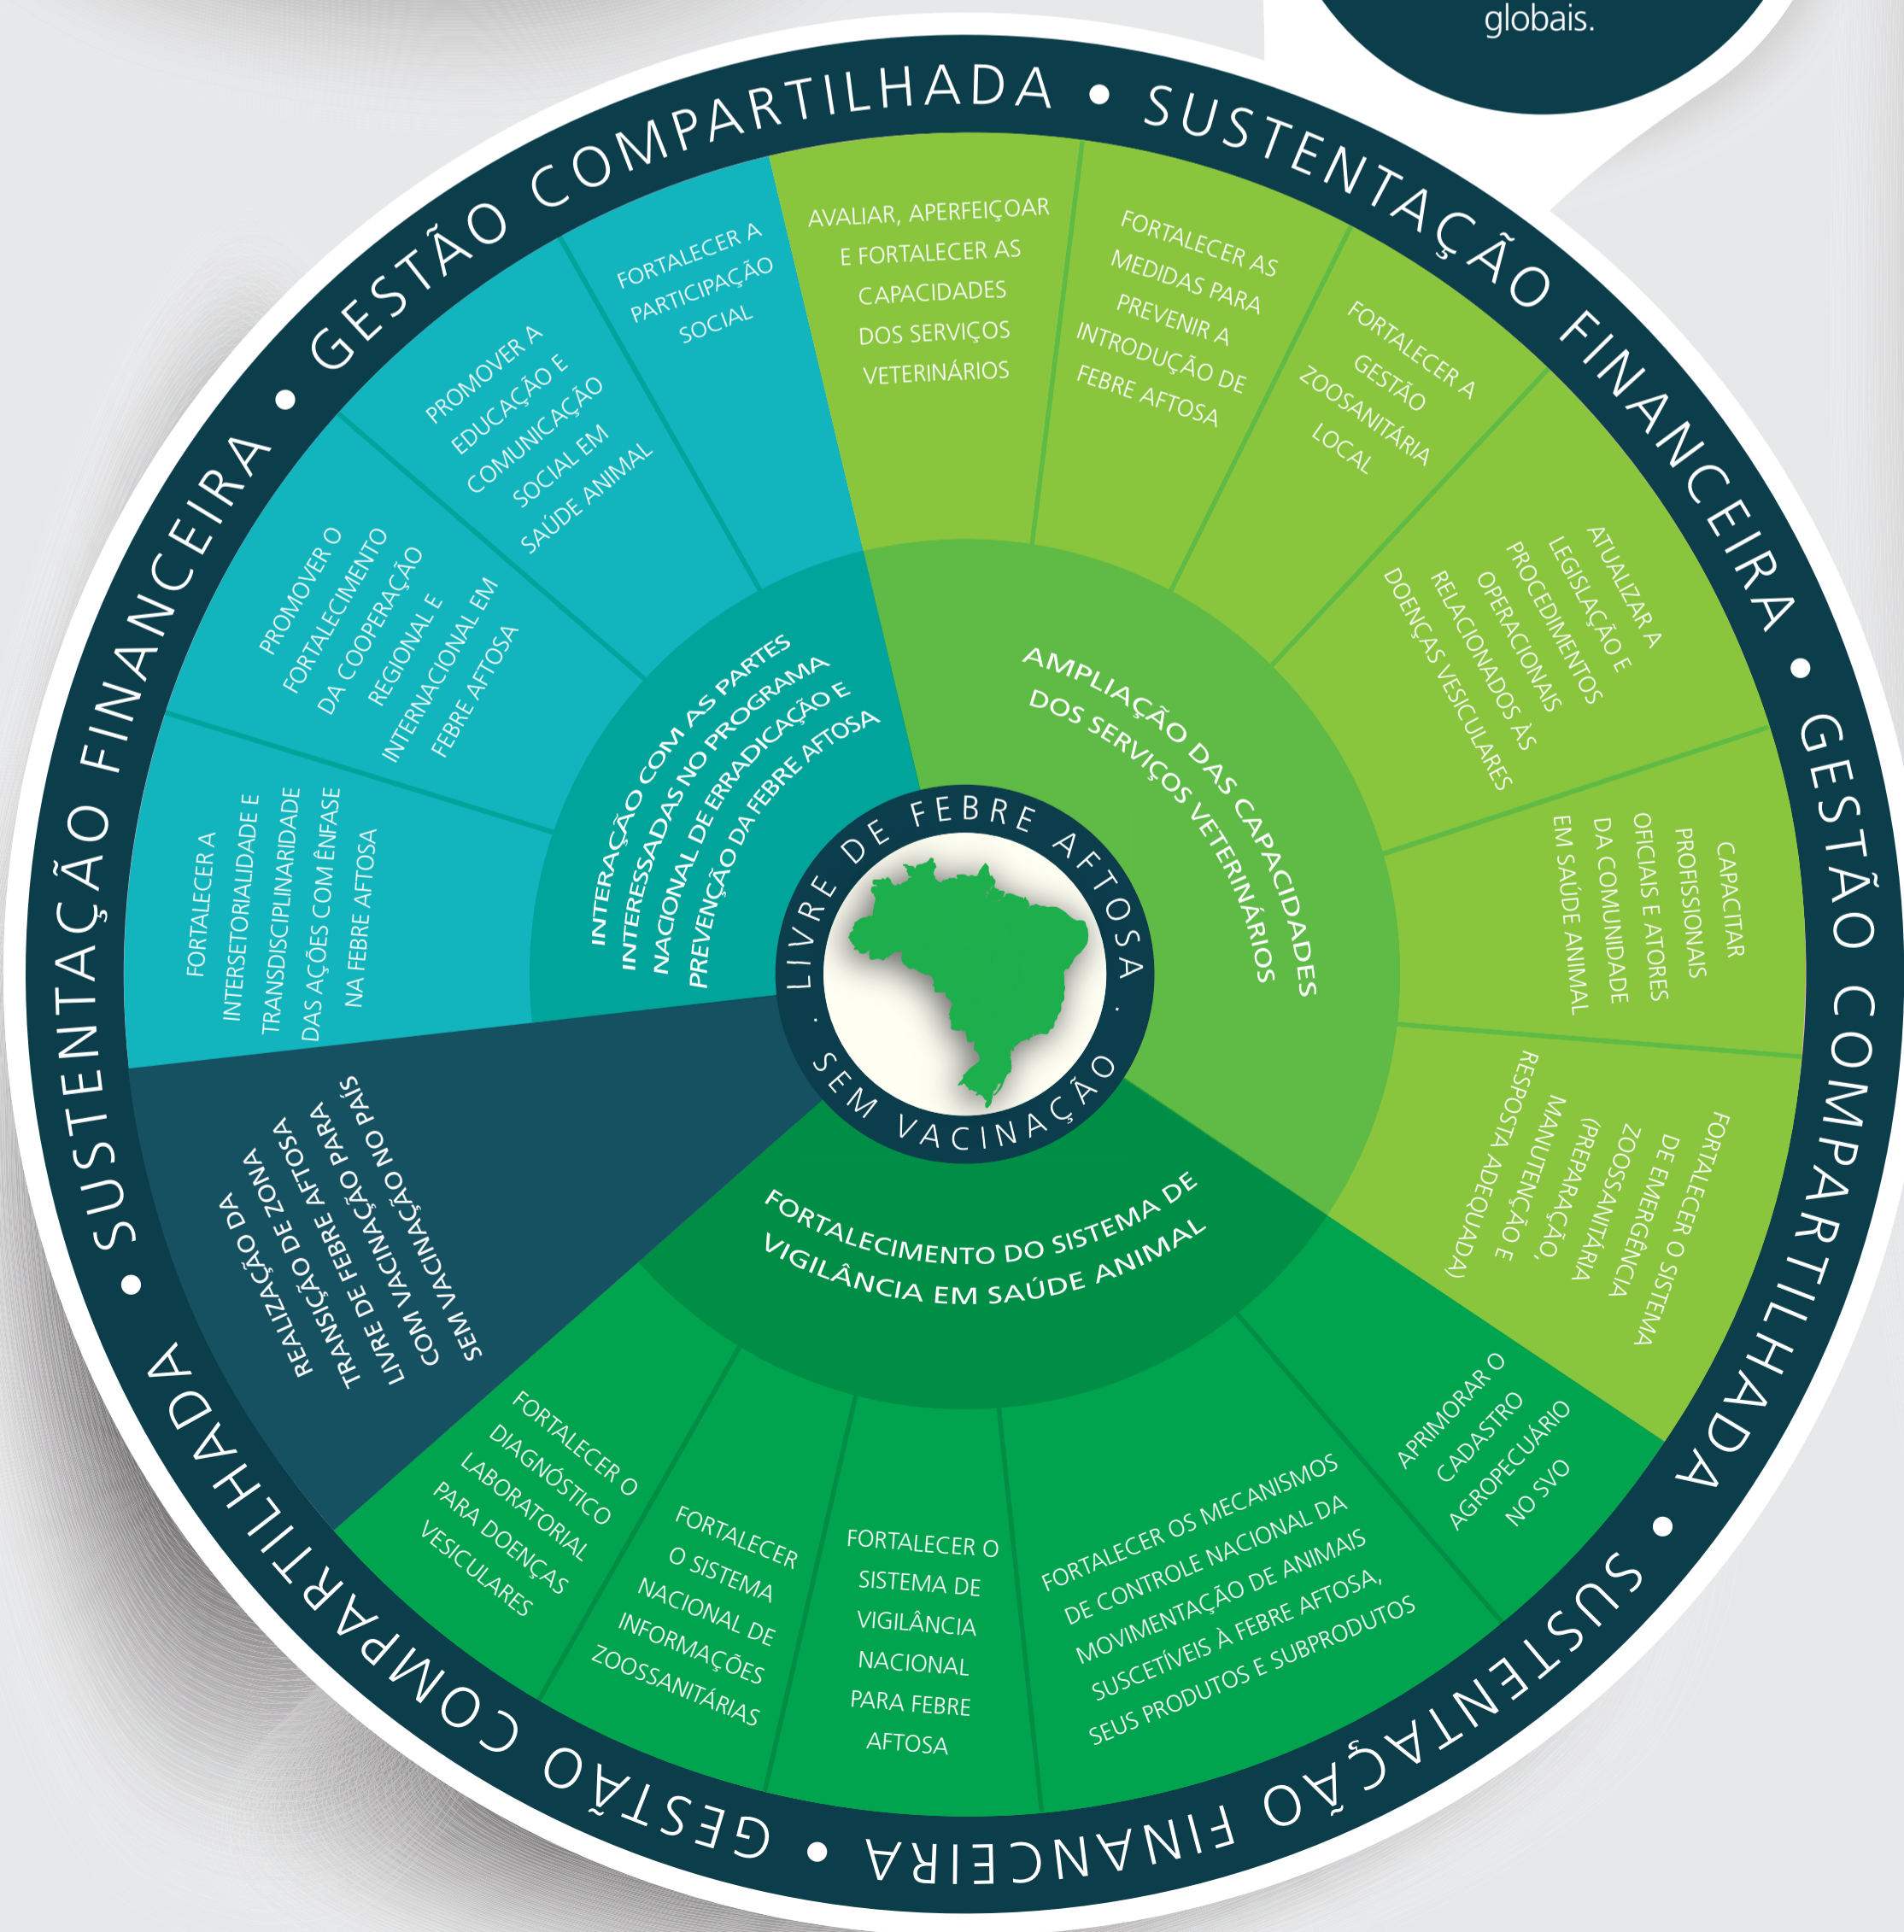 globais.
GESTÃO COMPARTILHADA • SUSTENTAÇÃO FINANCEIRA • GESTÃO COMPARTILHADA • SUSTENTAÇÃO FINANCEIRA • GESTÃO COMPARTILHADA • SUSTENTAÇÃO FINANCEIRA •
AVALIAR, APERFEIÇOAR
E FORTALECER AS
CAPACIDADES
DOS SERVIÇOS
VETERINÁRIOS
FORTALECER AS
MEDIDAS PARA
PREVENIR A
INTRODUÇÃO DE
FEBRE AFTOSA
FORTALECER A
GESTÃO
ZOOSANITÁRIA
LOCAL
ATUALIZAR A
LEGISLAÇÃO E
PROCEDIMENTOS
OPERACIONAIS
RELACIONADOS ÀS
DOENÇAS VESICULARES
CAPACITAR
PROFISSIONAIS
OFICIAIS E ATORES
DA COMUNIDADE
EM SAÚDE ANIMAL
FORTALECER O SISTEMA
DE EMERGÊNCIA
ZOOSSANITÁRIA
(PREPARAÇÃO,
MANUTENÇÃO E
RESPOSTA ADEQUADA)
APRIMORAR O
CADASTRO
AGROPECUÁRIO
NO SVO
FORTALECER OS MECANISMOS
DE CONTROLE NACIONAL DA
MOVIMENTAÇÃO DE ANIMAIS
SUSCETÍVEIS À FEBRE AFTOSA,
SEUS PRODUTOS E SUBPRODUTOS
FORTALECER O
SISTEMA DE
VIGILÂNCIA
NACIONAL
PARA FEBRE
AFTOSA
FORTALECER
O SISTEMA
NACIONAL DE
INFORMAÇÕES
ZOOSSANITÁRIAS
FORTALECER O
DIAGNÓSTICO
LABORATORIAL
PARA DOENÇAS
VESICULARES
REALIZAÇÃO DA
TRANSIÇÃO DE ZONA
LIVRE DE FEBRE AFTOSA
COM VACINAÇÃO PARA
SEM VACINAÇÃO NO PAÍS
FORTALECER A
INTERSETORIALIDADE E
TRANSDISCIPLINARIDADE
DAS AÇÕES COM ÊNFASE
NA FEBRE AFTOSA
PROMOVER O
FORTALECIMENTO
DA COOPERAÇÃO
REGIONAL E
INTERNACIONAL EM
FEBRE AFTOSA
PROMOVER A
EDUCAÇÃO E
COMUNICAÇÃO
SOCIAL EM
SAÚDE ANIMAL
FORTALECER A
PARTICIPAÇÃO
SOCIAL
INTERAÇÃO COM AS PARTES
INTERESSADAS NO PROGRAMA
NACIONAL DE ERRADICAÇÃO E
PREVENÇÃO DA FEBRE AFTOSA
AMPLIAÇÃO DAS CAPACIDADES
DOS SERVIÇOS VETERINÁRIOS
FORTALECIMENTO DO SISTEMA DE
VIGILÂNCIA EM SAÚDE ANIMAL
LIVRE DE FEBRE AFTOSA .
SEM VACINAÇÃO .